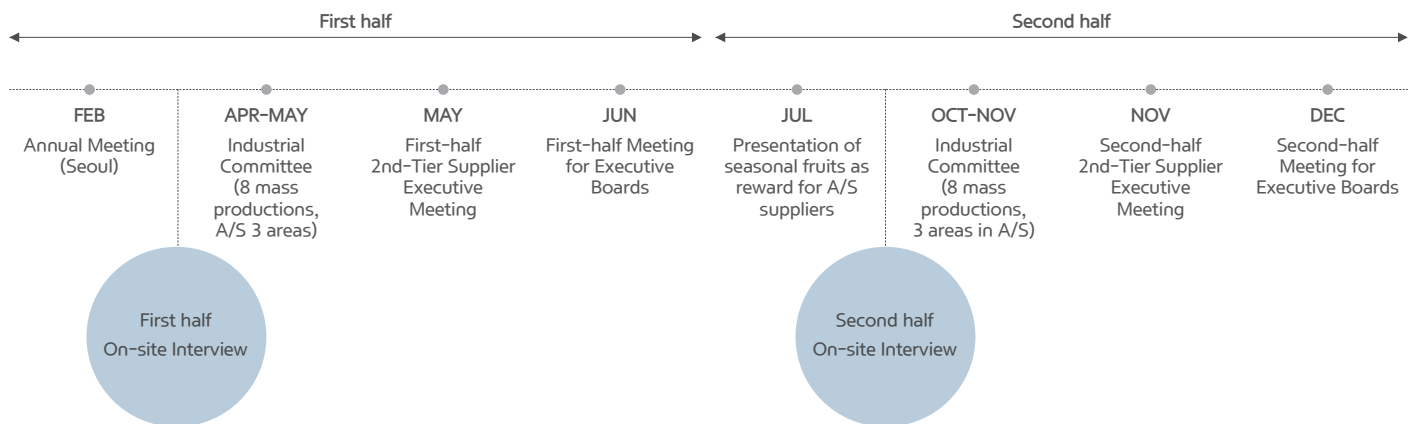 First half
Second half
FEB
Annual Meeting
(Seoul)
APR-MAY
Industrial
Committee
(8 mass
productions,
A/S 3 areas)
MAY
First-half
2nd-Tier Supplier
Executive
Meeting
JUN
First-half Meeting
for Executive
Boards
JUL
Presentation of
seasonal fruits as
reward for A/S
suppliers
OCT-NOV
Industrial
Committee
(8 mass
productions,
3 areas in A/S)
NOV
Second-half
2nd-Tier Supplier
Executive
Meeting
DEC
Second-half
Meeting for
Executive Boards
First half
On-site Interview
Second half
On-site Interview